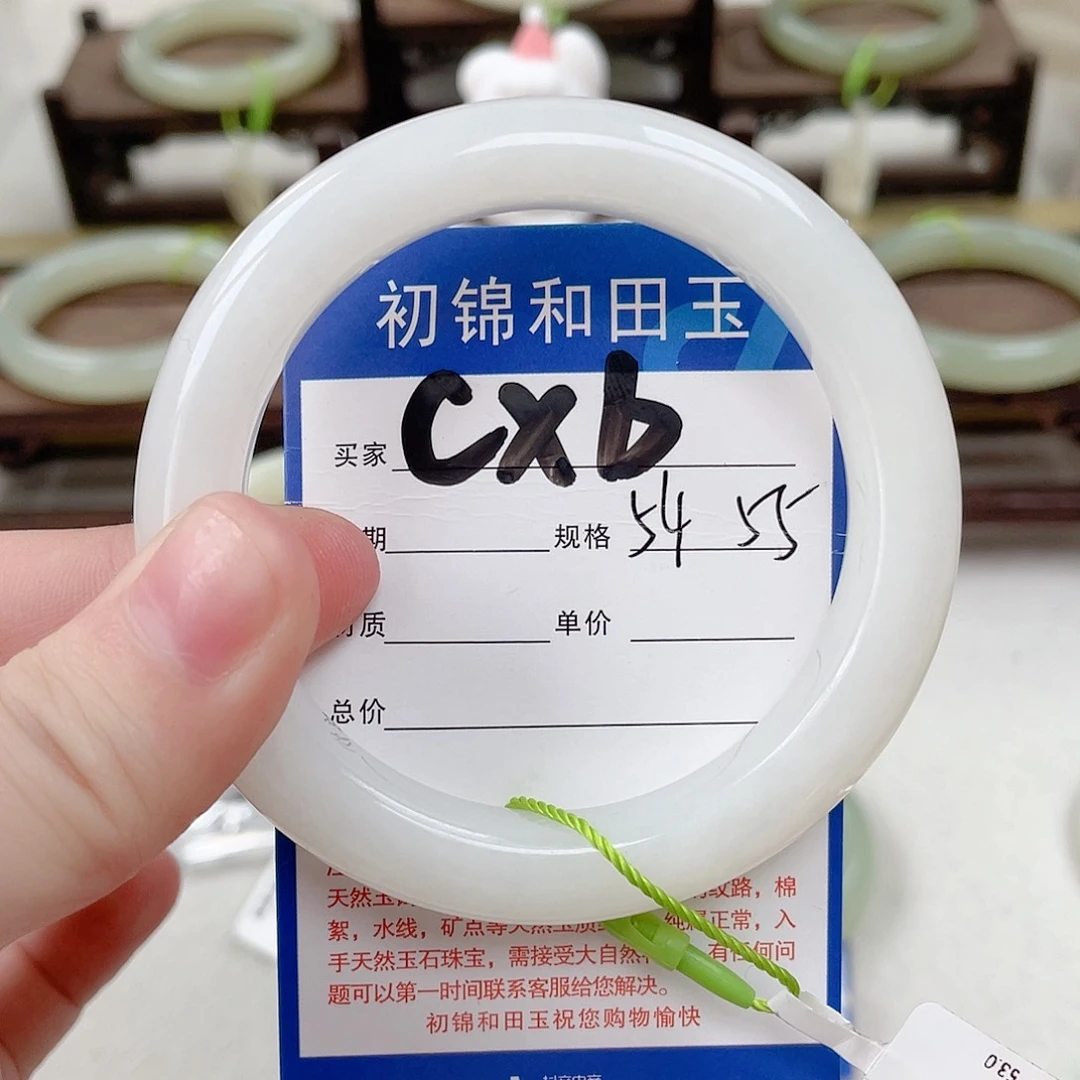 初锦和田玉
买家 cxb
期 规格 54 55
质 单价
总价
天然玉 纹路，棉
絮，水线，矿点等天然玉质 纯属正常，入
手天然玉石珠宝，需接受大自然 有任何问
题可以第一时间联系客服给您解决。
初锦和田玉祝您购物愉快
53.0